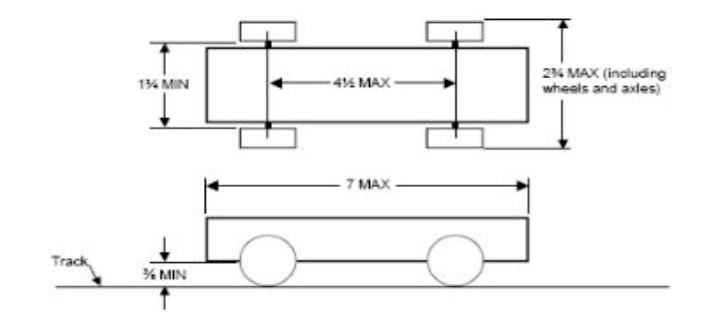 1¾ MIN
4½ MAX
2¾ MAX (including
wheels and axles)
7 MAX
Track
⅜ MIN